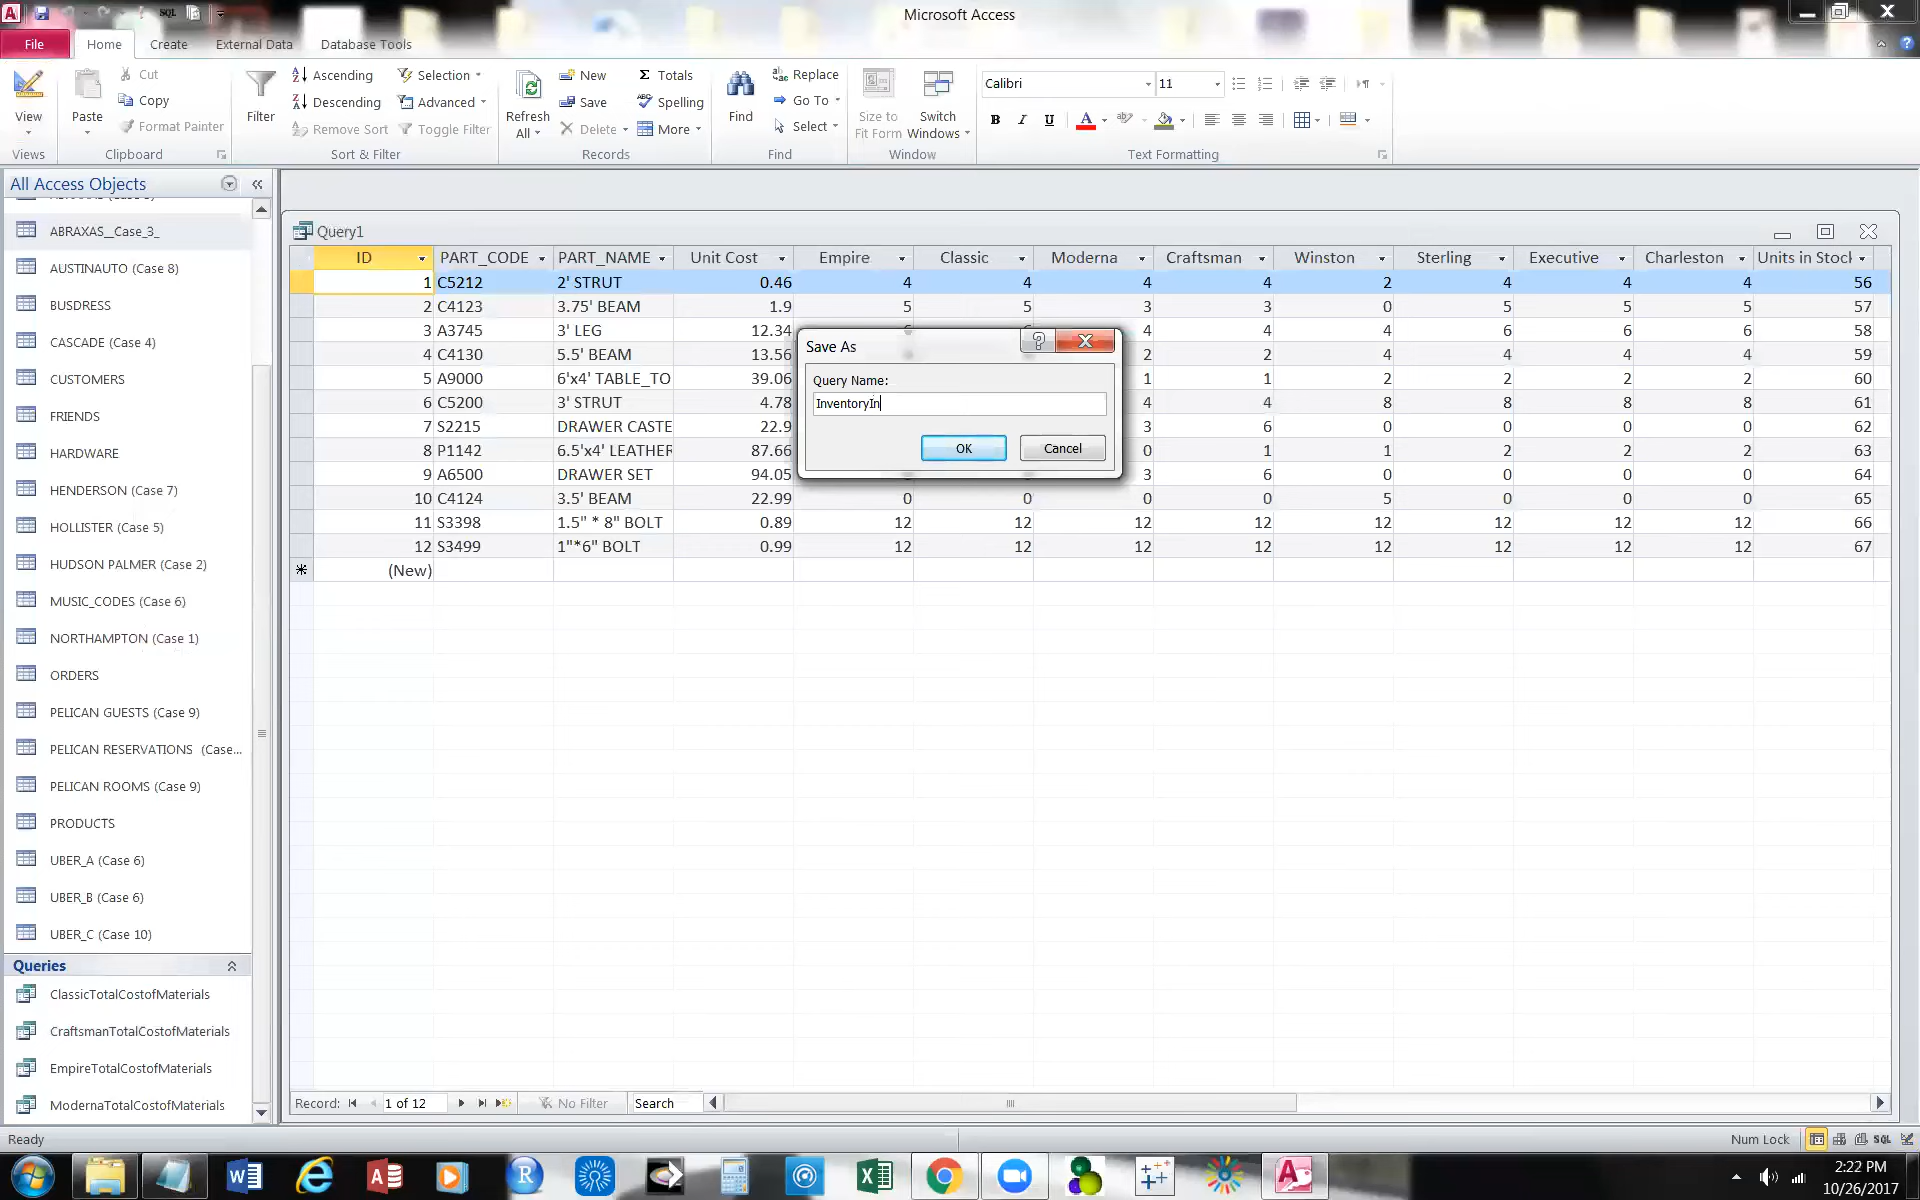 SQL
Microsoft Access
File Home Create External Data Database Tools
View
Views
Paste
Cut
Copy
Format Painter
Clipboard
Filter
Ascending
Descending
Remove Sort
Selection
Advanced
Toggle Filter
Sort & Filter
Refresh
All
New
Save
Delete
Totals
Spelling
More
Records
Find
Replace
Go To
Select
Find
Size to
Fit Form
Switch
Windows
Window
Calibri 11
B I U A
Text Formatting
All Access Objects
ABRAXAS__Case_3_
AUSTINAUTO (Case 8)
BUSDRESS
CASCADE (Case 4)
CUSTOMERS
FRIENDS
HARDWARE
HENDERSON (Case 7)
HOLLISTER (Case 5)
HUDSON PALMER (Case 2)
MUSIC_CODES (Case 6)
NORTHAMPTON (Case 1)
ORDERS
PELICAN GUESTS (Case 9)
PELICAN RESERVATIONS (Case...
PELICAN ROOMS (Case 9)
PRODUCTS
UBER_A (Case 6)
UBER_B (Case 6)
UBER_C (Case 10)
Queries
ClassicTotalCostofMaterials
CraftsmanTotalCostofMaterials
EmpireTotalCostofMaterials
ModernaTotalCostofMaterials
Query1
ID PART_CODE PART_NAME Unit Cost Empire Classic Moderna Craftsman Winston Sterling Executive Charleston Units in Stock
1 C5212 2' STRUT 0.46 4 4 4 4 2 4 4 4 56
2 C4123 3.75' BEAM 1.9 5 5 3 3 0 5 5 5 57
3 A3745 3' LEG 12.34 4 4 4 6 6 6 58
4 C4130 5.5' BEAM 13.56 2 2 4 4 4 4 59
5 A9000 6'x4' TABLE_TO 39.06 1 1 2 2 2 2 60
6 C5200 3' STRUT 4.78 4 4 8 8 8 8 61
7 S2215 DRAWER CASTE 22.9 3 6 0 0 0 0 62
8 P1142 6.5'x4' LEATHER 87.66 0 1 1 2 2 2 63
9 A6500 DRAWER SET 94.05 3 6 0 0 0 0 64
10 C4124 3.5' BEAM 22.99 0 0 0 0 5 0 0 0 65
11 S3398 1.5" * 8" BOLT 0.89 12 12 12 12 12 12 12 12 66
12 S3499 1"*6" BOLT 0.99 12 12 12 12 12 12 12 12 67
* (New)
Save As
Query Name:
InventoryIn
OK Cancel
Record: 1 of 12 No Filter Search
Ready Num Lock SQL
2:22 PM
10/26/2017